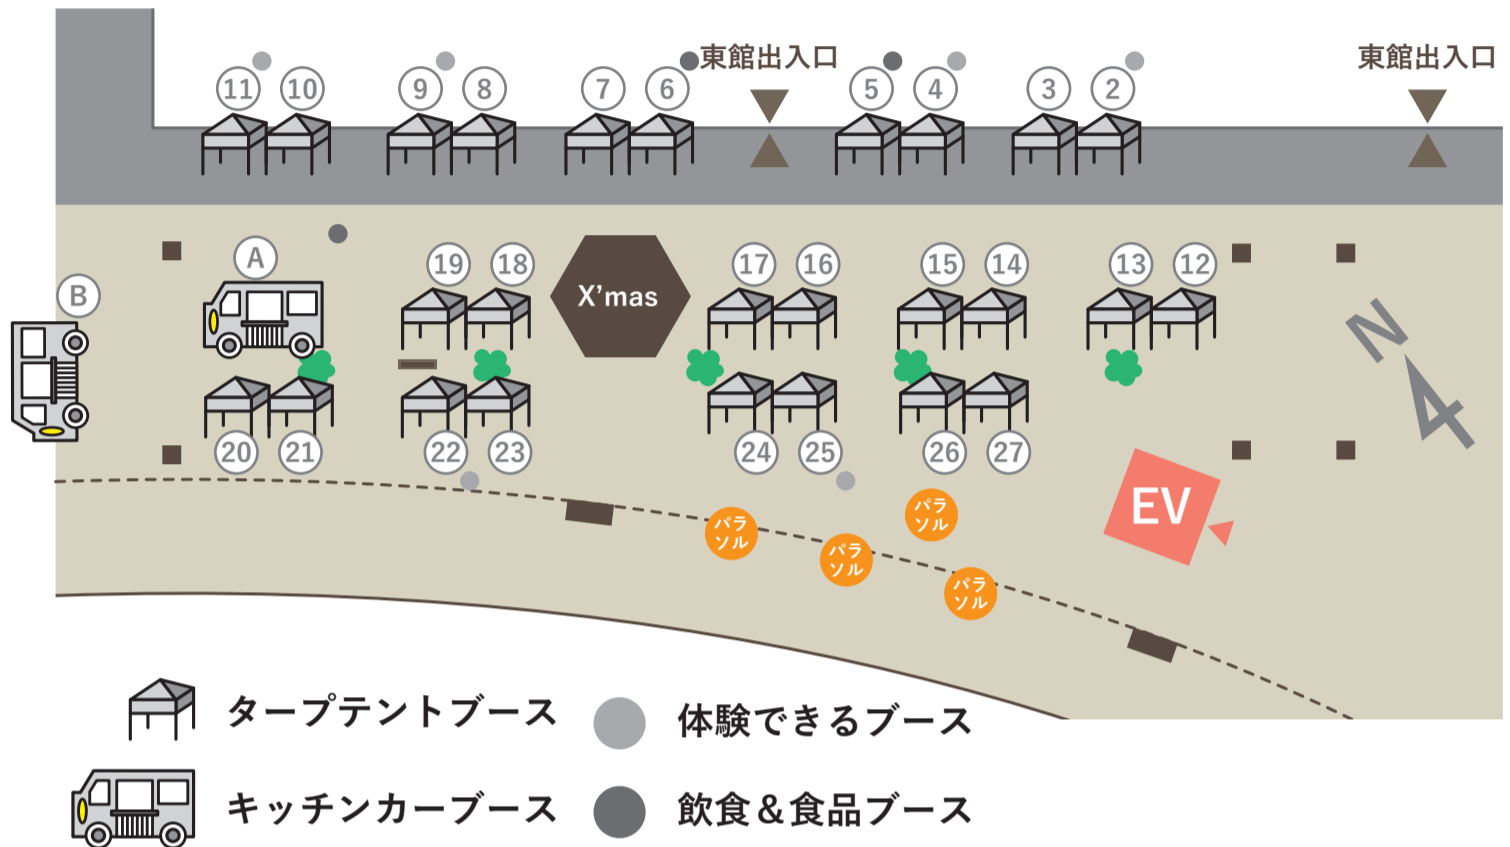 東館出入口
東館出入口
11 10 9 8 7 6 5 4 3 2
A
B
19 18 17 16 15 14 13 12
X’mas
N
20 21 22 23 24 25 26 27
EV
パラ
ソル
パラ
ソル
パラ
ソル
パラ
ソル
タープテントブース
体験できるブース
キッチンカーブース
飲食＆食品ブース